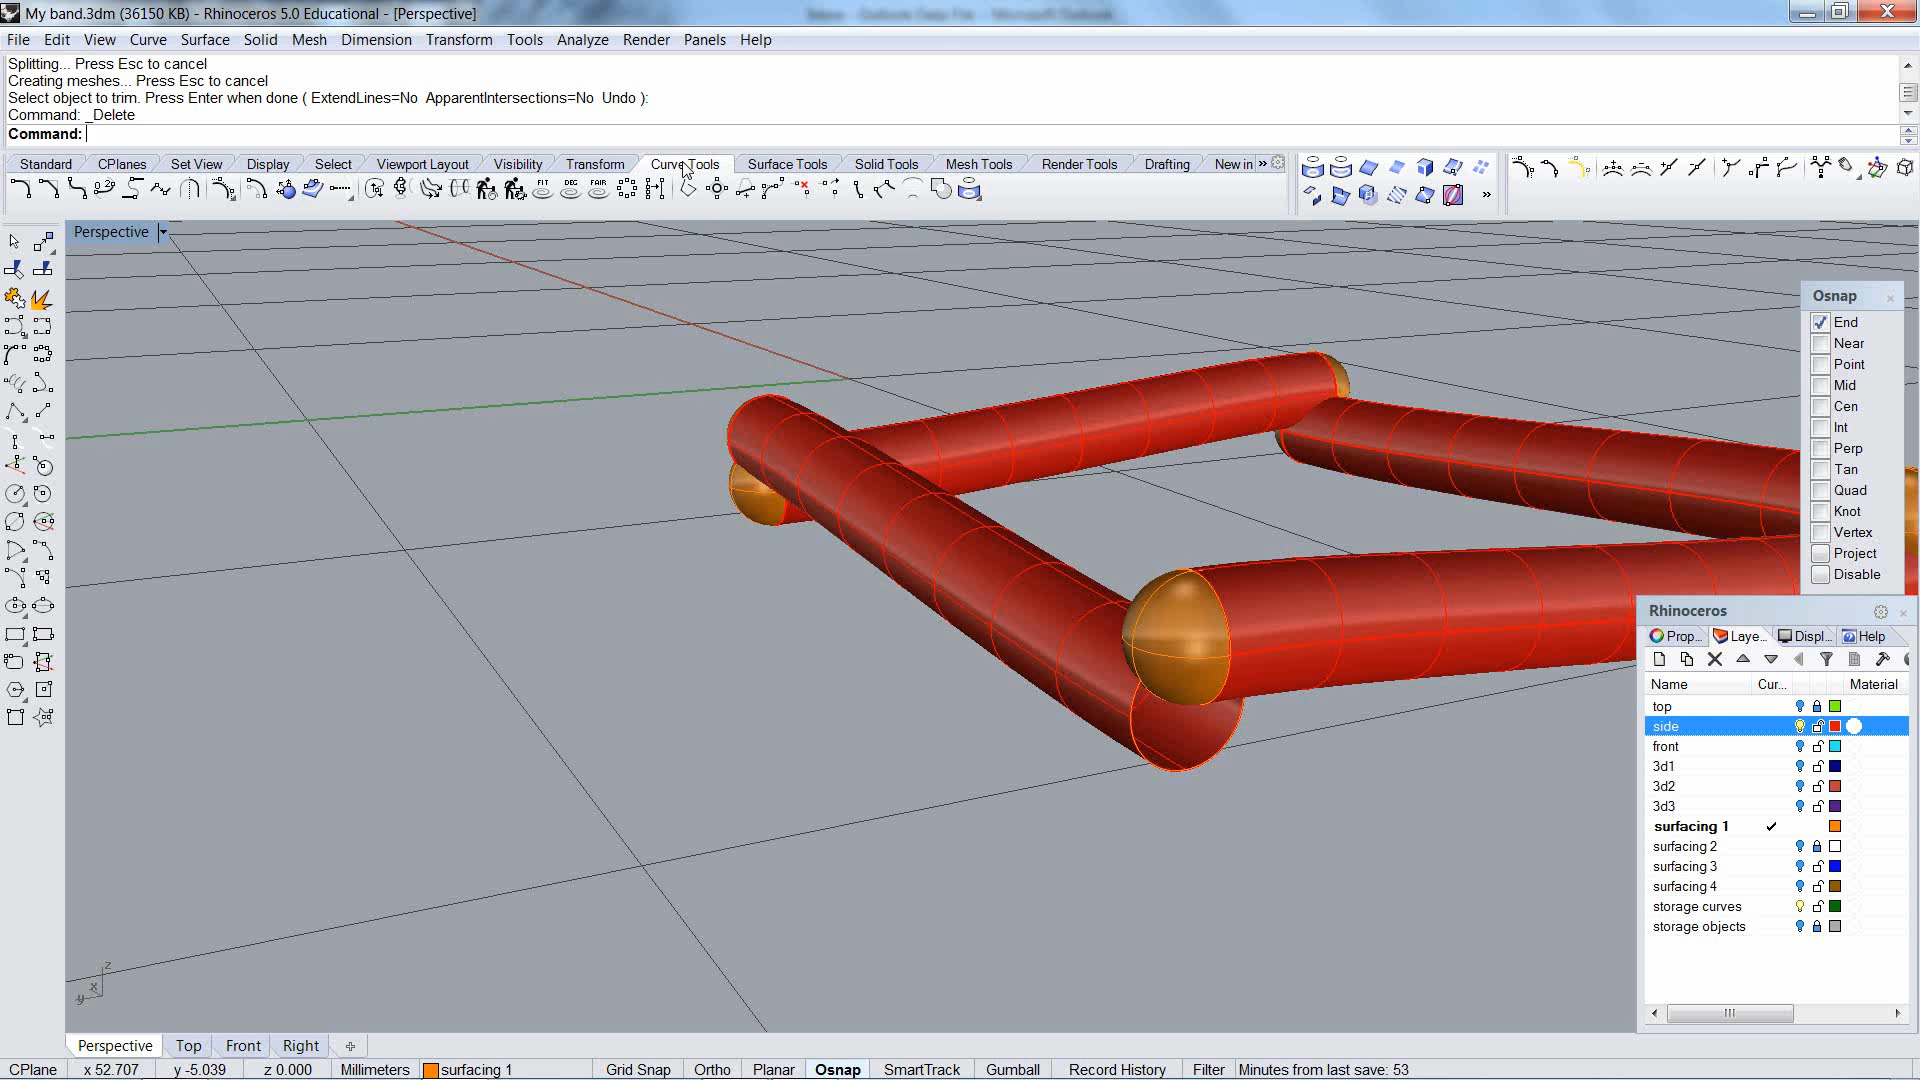 My band.3dm (36150 KB) - Rhinoceros 5.0 Educational - [Perspective]
File Edit View Curve Surface Solid Mesh Dimension Transform Tools Analyze Render Panels Help
Splitting... Press Esc to cancel
Creating meshes... Press Esc to cancel
Select object to trim. Press Enter when done ( ExtendLines=No ApparentIntersections=No Undo ):
Command: _Delete
Command:
Standard CPlanes Set View Display Select Viewport Layout Visibility Transform Curve Tools Surface Tools Solid Tools Mesh Tools Render Tools Drafting New in »
FIT DEG FAIR
»
Perspective
Osnap
End
Near
Point
Mid
Cen
Int
Perp
Tan
Quad
Knot
Vertex
Project
Disable
Rhinoceros
Prop... Laye... Displ... Help
Name Cur... Material
top
side
front
3d1
3d2
3d3
surfacing 1
surfacing 2
surfacing 3
surfacing 4
storage curves
storage objects
z
x
y
Perspective Top Front Right
CPlane x 52.707 y -5.039 z 0.000 Millimeters surfacing 1 Grid Snap Ortho Planar Osnap SmartTrack Gumball Record History Filter Minutes from last save: 53